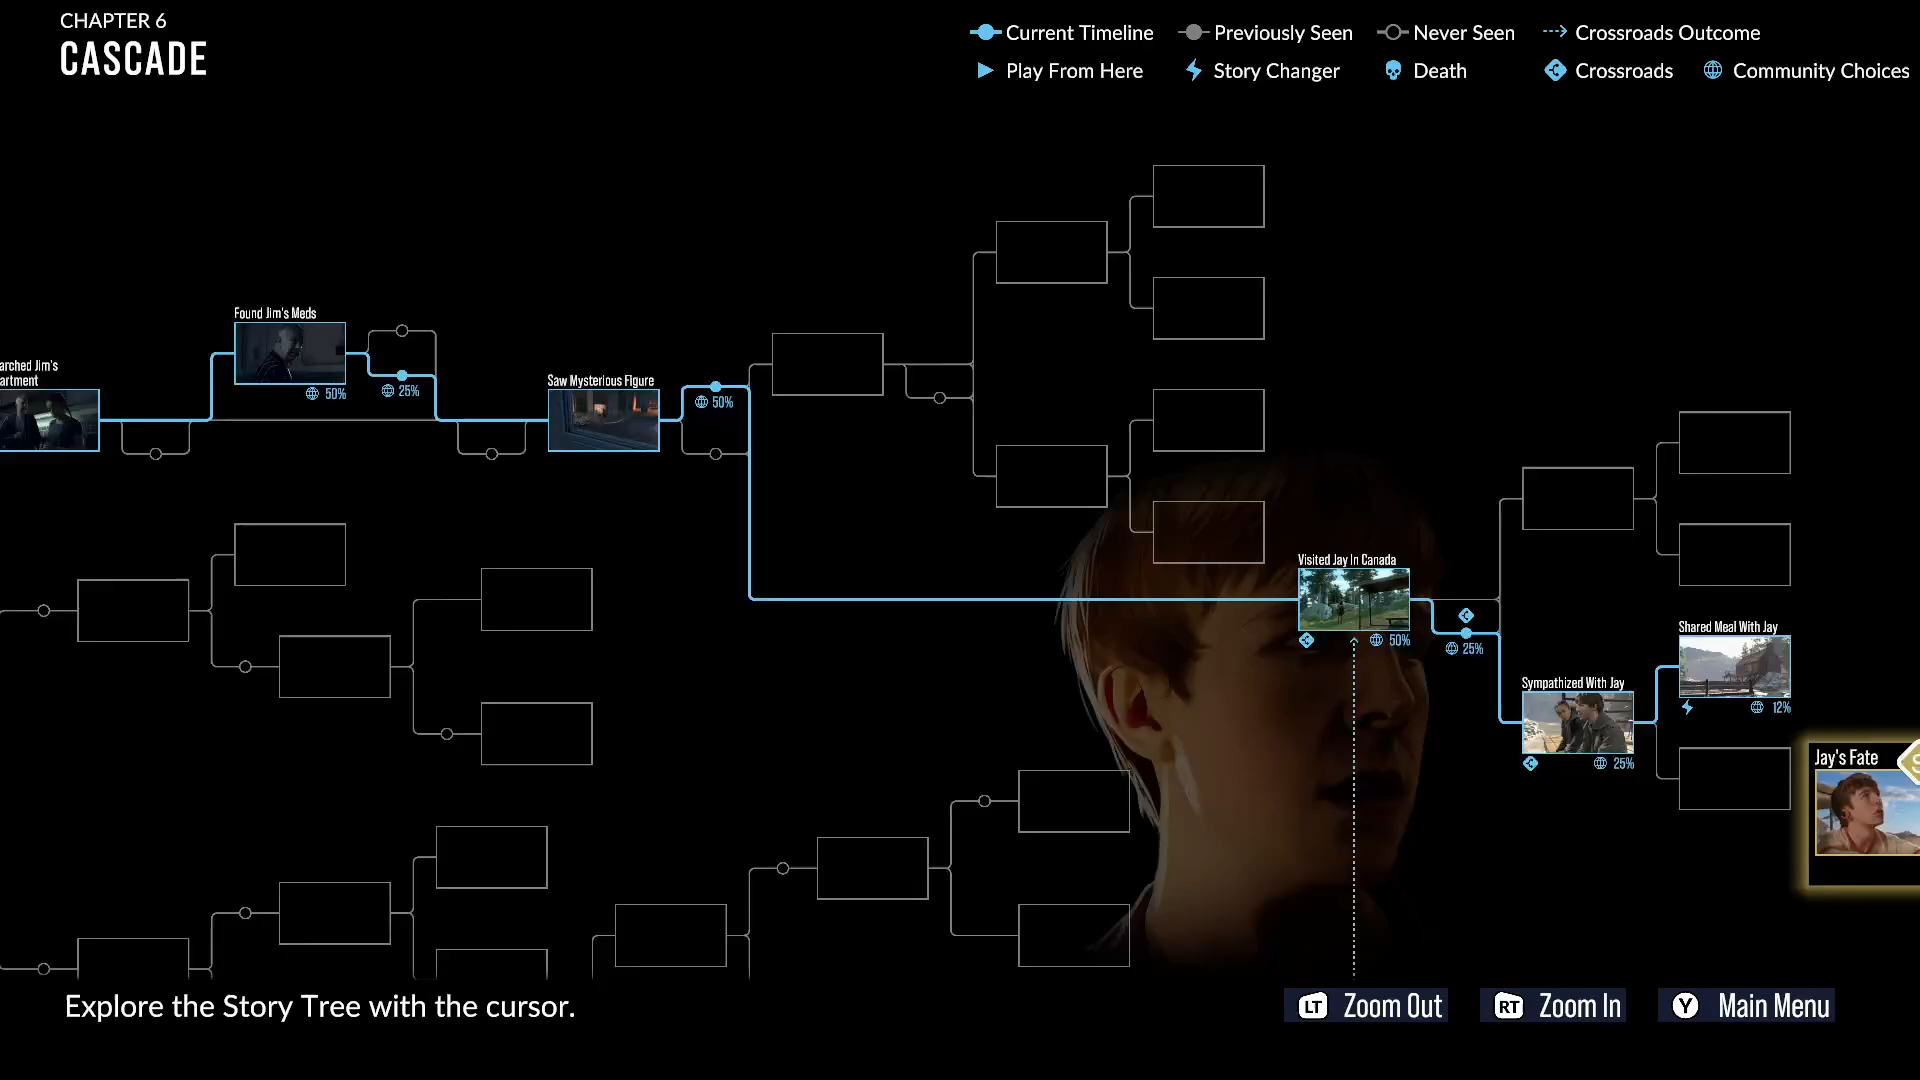 CHAPTER 6
CASCADE
Current Timeline
Previously Seen
Never Seen
Crossroads Outcome
Play From Here
Story Changer
Death
Crossroads
Community Choices
Found Jim's Meds
50%
25%
arched Jim's
artment
Saw Mysterious Figure
50%
Visited Jay In Canada
50%
25%
Sympathized With Jay
25%
Shared Meal With Jay
12%
Jay's Fate
Explore the Story Tree with the cursor.
LT Zoom Out
RT Zoom In
Y Main Menu